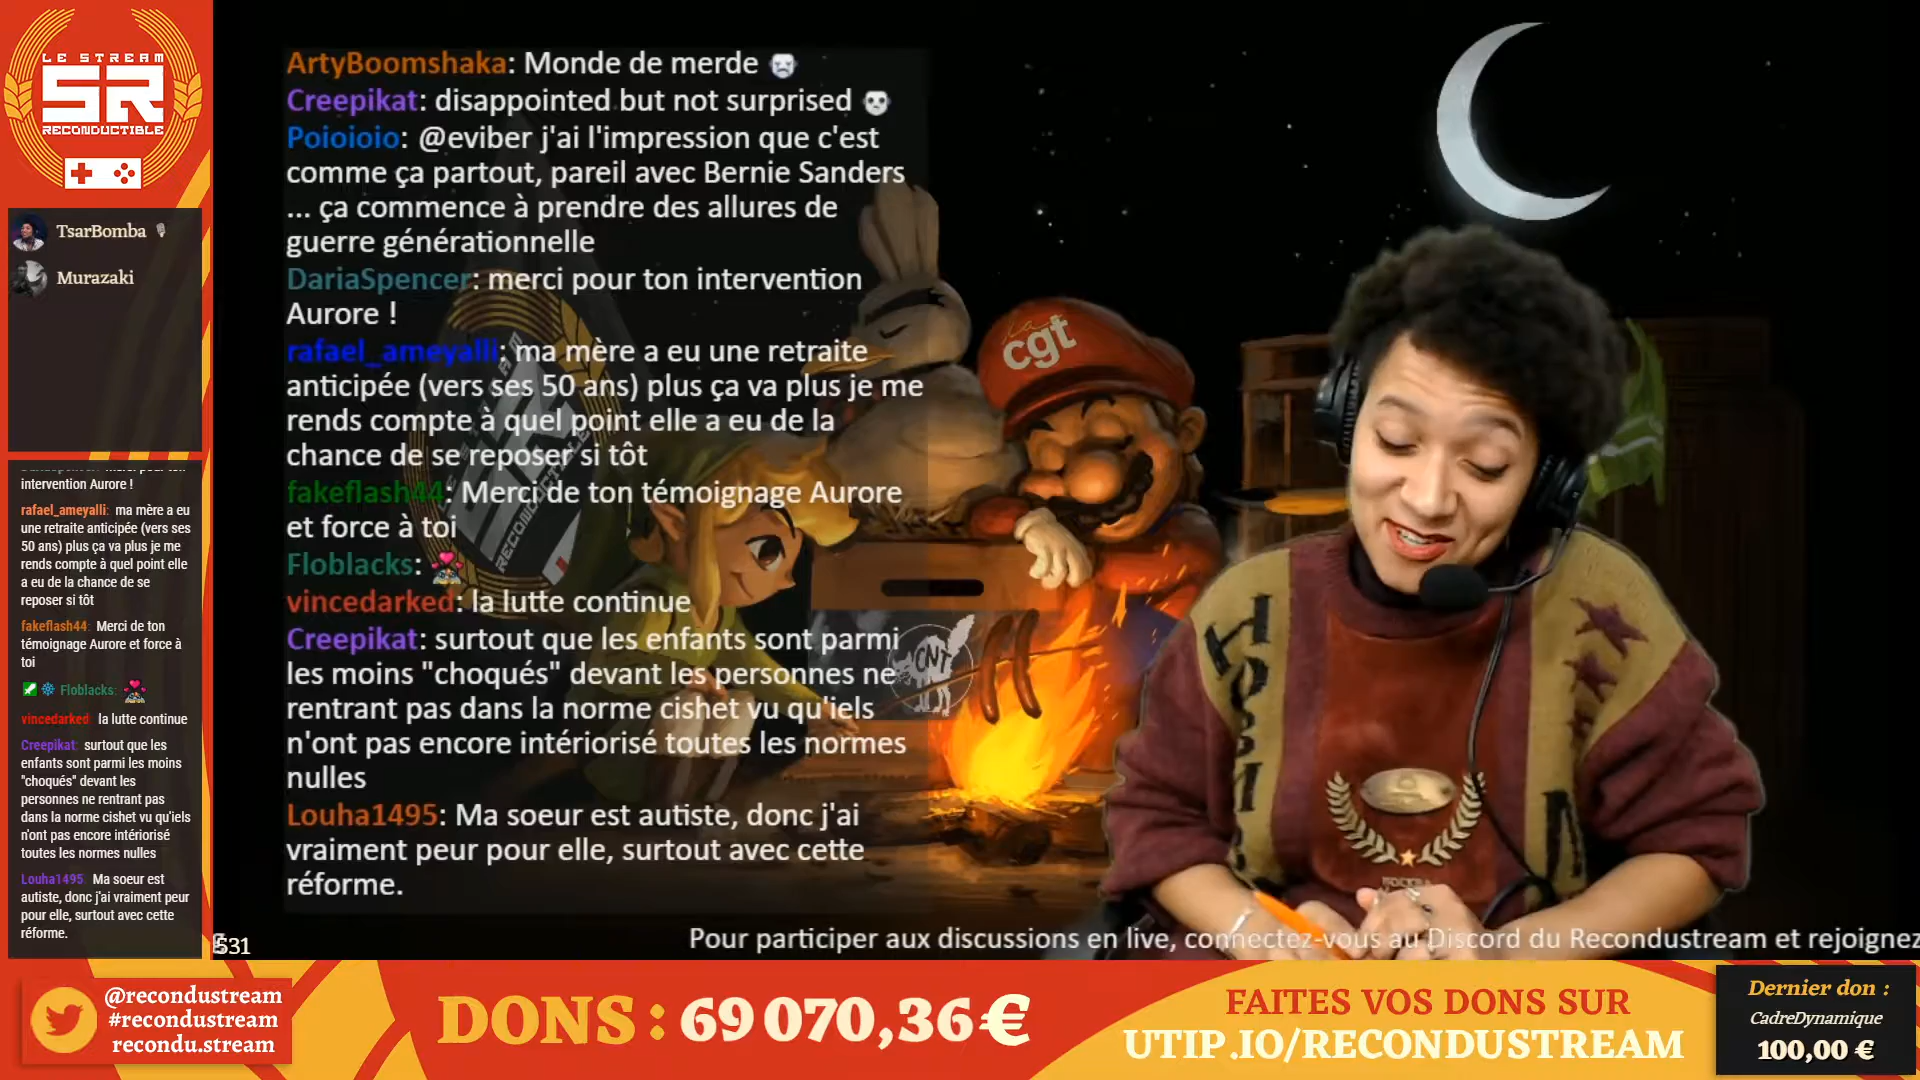 LE STREAM
SR
RECONDUCTIBLE
TsarBomba
Murazaki
intervention Aurore !
rafael_ameyalli: ma mère a eu
une retraite anticipée (vers ses
50 ans) plus ça va plus je me
rends compte à quel point elle
a eu de la chance de se
reposer si tôt
fakeflash44: Merci de ton
témoignage Aurore et force à
toi
Floblacks:
vincedarked: la lutte continue
Creepikat: surtout que les
enfants sont parmi les moins
"choqués" devant les
personnes ne rentrant pas
dans la norme cishet vu qu'iels
n'ont pas encore intériorisé
toutes les normes nulles
Louha1495: Ma soeur est
autiste, donc j'ai vraiment peur
pour elle, surtout avec cette
réforme.
ArtyBoomshaka: Monde de merde
Creepikat: disappointed but not surprised
Poioioio: @eviber j'ai l'impression que c'est
comme ça partout, pareil avec Bernie Sanders
... ça commence à prendre des allures de
guerre générationnelle
DariaSpencer: merci pour ton intervention
Aurore !
rafael_ameyalli: ma mère a eu une retraite
anticipée (vers ses 50 ans) plus ça va plus je me
rends compte à quel point elle a eu de la
chance de se reposer si tôt
fakeflash44: Merci de ton témoignage Aurore
et force à toi
Floblacks:
vincedarked: la lutte continue
Creepikat: surtout que les enfants sont parmi
les moins "choqués" devant les personnes ne
rentrant pas dans la norme cishet vu qu'iels
n'ont pas encore intériorisé toutes les normes
nulles
Louha1495: Ma soeur est autiste, donc j'ai
vraiment peur pour elle, surtout avec cette
réforme.
la
cgt
CNT
531
Pour participer aux discussions en live, connectez-vous au Discord du Recondustream et rejoignez
@recondustream
#recondustream
recondu.stream
DONS : 69 070,36 €
FAITES VOS DONS SUR
UTIP.IO/RECONDUSTREAM
Dernier don :
CadreDynamique
100,00 €